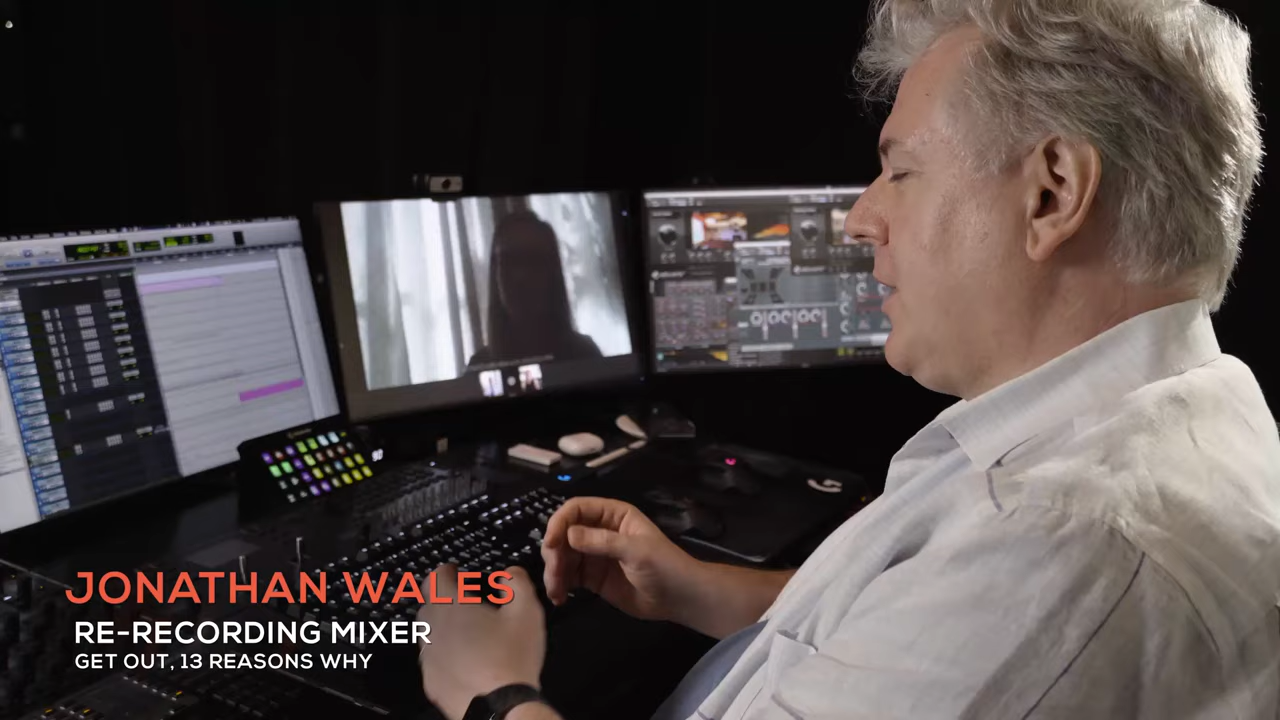 JONATHAN WALES
RE-RECORDING MIXER
GET OUT, 13 REASONS WHY